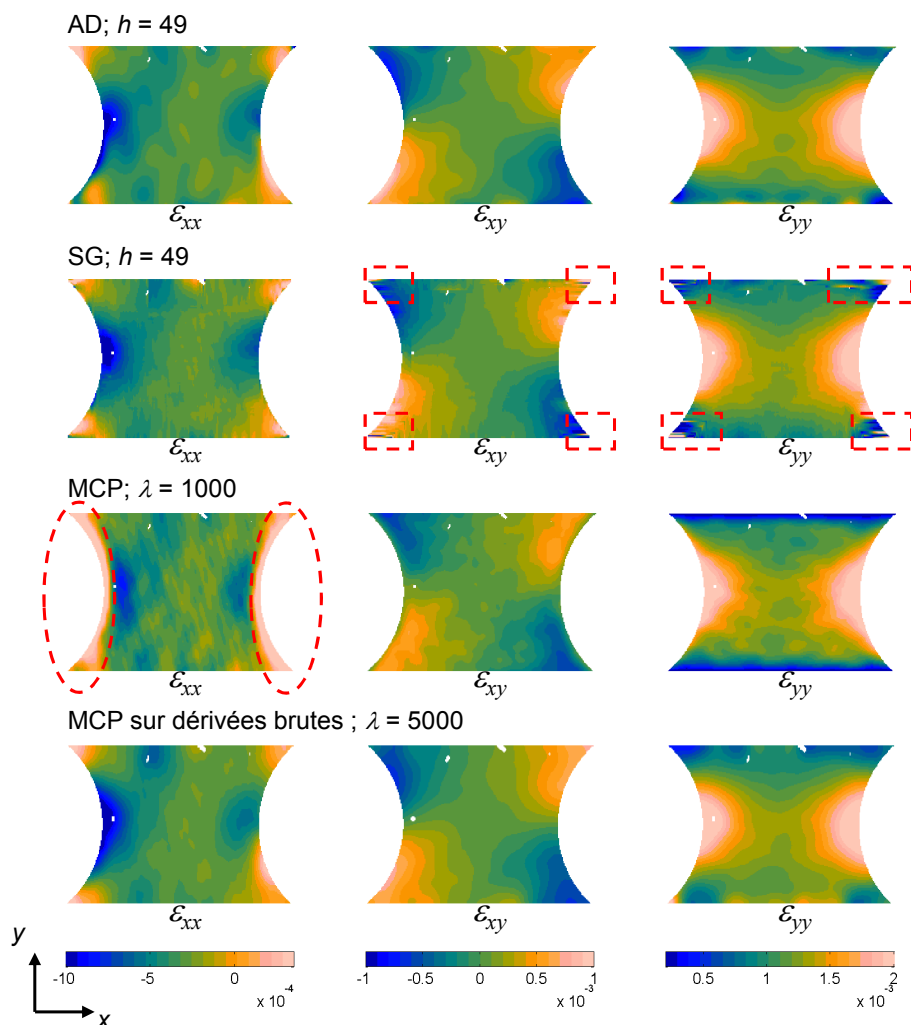 AD; h = 49
εxx εxy εyy
SG; h = 49
εxx εxy εyy
MCP; λ = 1000
εxx εxy εyy
MCP sur dérivées brutes ; λ = 5000
εxx εxy εyy
y
x
-10 -5 0
x 10⁻⁴
-1 -0.5 0 0.5 1
x 10⁻³
0.5 1 1.5 2
x 10⁻³